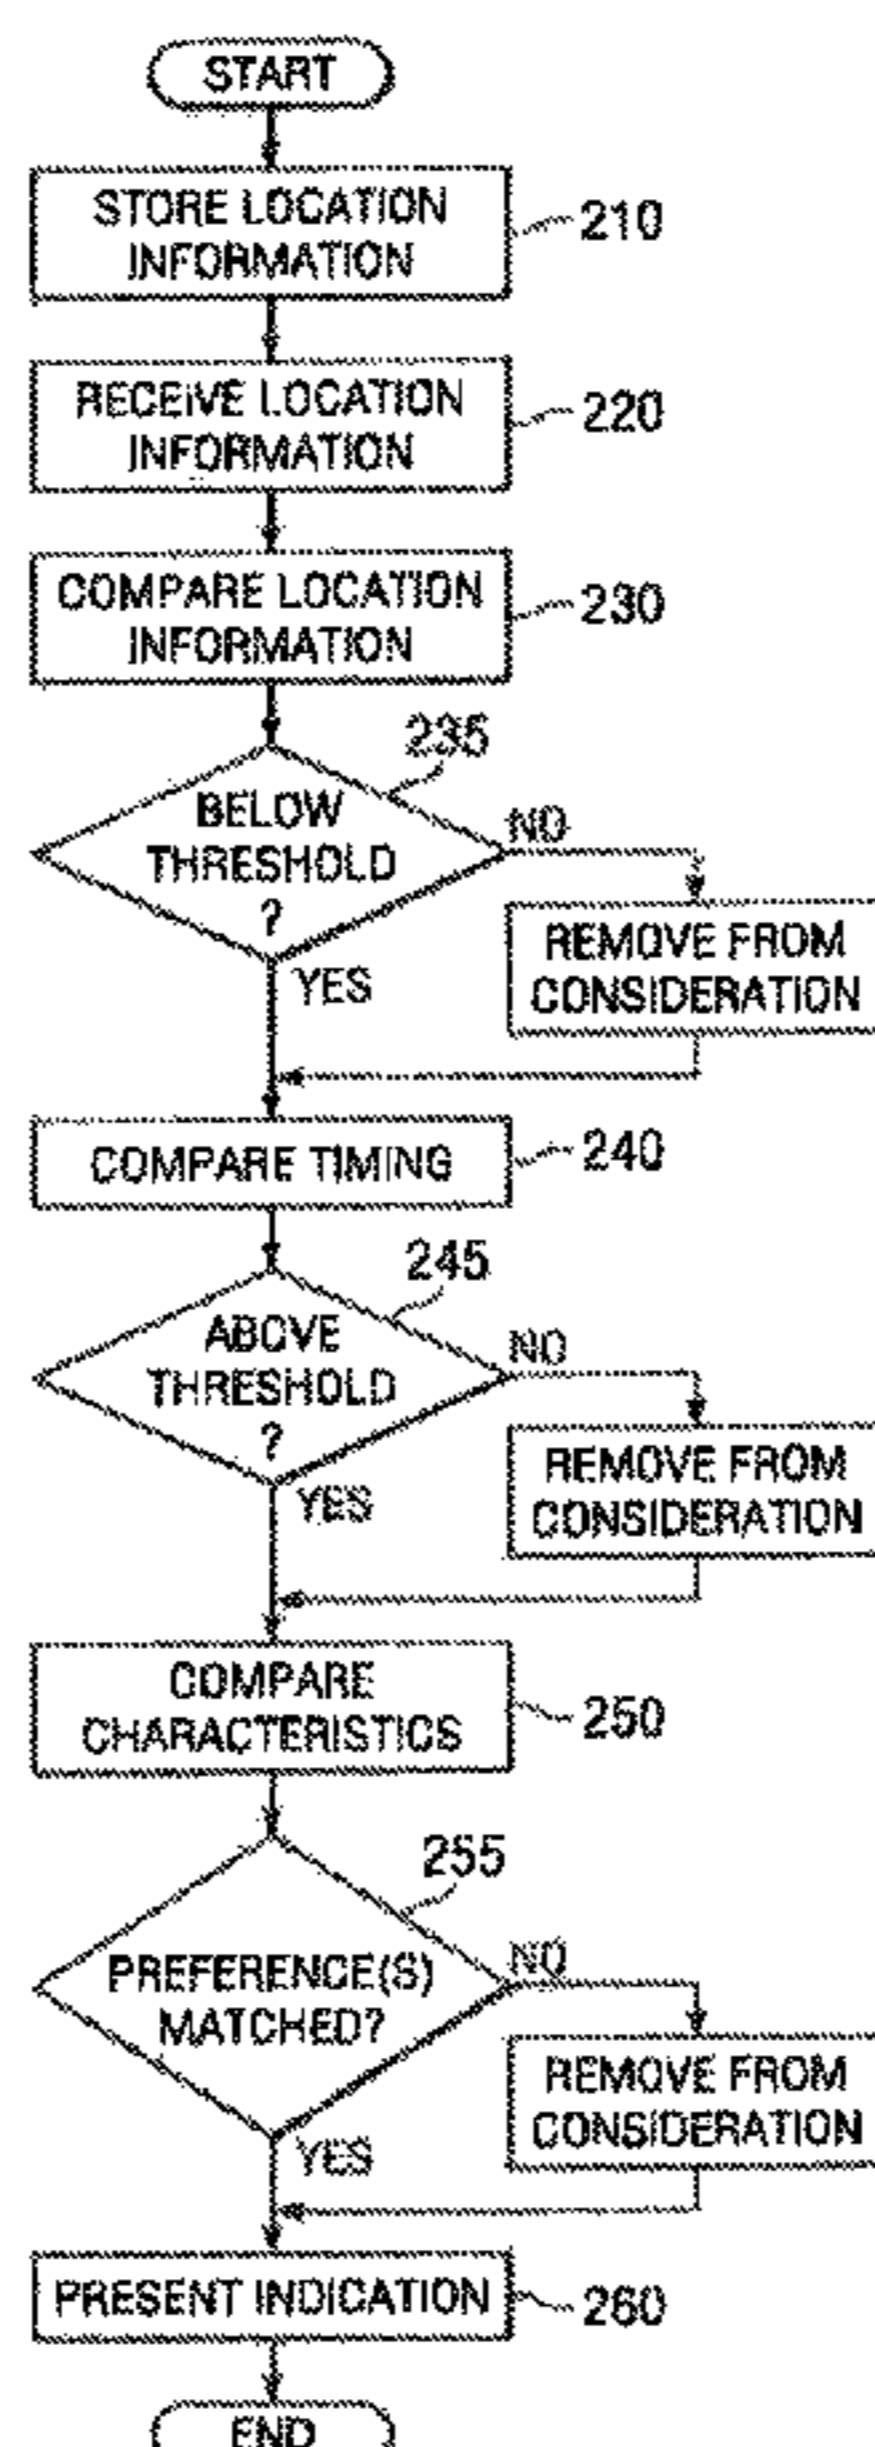 START
STORE LOCATION
INFORMATION
210
RECEIVE LOCATION
INFORMATION
220
COMPARE LOCATION
INFORMATION
230
235
BELOW
THRESHOLD
?
NO
YES
REMOVE FROM
CONSIDERATION
COMPARE TIMING
240
245
ABOVE
THRESHOLD
?
NO
YES
REMOVE FROM
CONSIDERATION
COMPARE
CHARACTERISTICS
250
255
PREFERENCE(S)
MATCHED?
NO
YES
REMOVE FROM
CONSIDERATION
PRESENT INDICATION
260
END